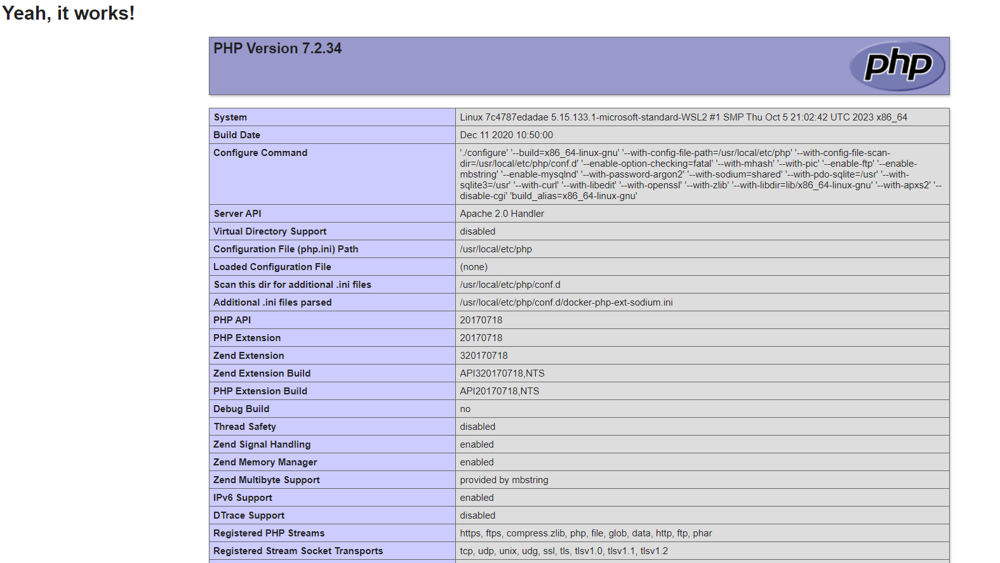 Yeah, it works!
PHP Version 7.2.34
php
System
Linux 7c4787edadae 5.15.133.1-microsoft-standard-WSL2 #1 SMP Thu Oct 5 21:02:42 UTC 2023 x86_64
Build Date
Dec 11 2020 10:50:00
Configure Command
'./configure' '--build=x86_64-linux-gnu' '--with-config-file-path=/usr/local/etc/php' '--with-config-file-scan-
dir=/usr/local/etc/php/conf.d' '--enable-option-checking=fatal' '--with-mhash' '--with-pic' '--enable-ftp' '--enable-
mbstring' '--enable-mysqlnd' '--with-password-argon2' '--with-sodium=shared' '--with-pdo-sqlite=/usr' '--with-
sqlite3=/usr' '--with-curl' '--with-libedit' '--with-openssl' '--with-zlib' '--with-libdir=lib/x86_64-linux-gnu' '--with-apxs2' '--
disable-cgi' 'build_alias=x86_64-linux-gnu'
Server API
Apache 2.0 Handler
Virtual Directory Support
disabled
Configuration File (php.ini) Path
/usr/local/etc/php
Loaded Configuration File
(none)
Scan this dir for additional .ini files
/usr/local/etc/php/conf.d
Additional .ini files parsed
/usr/local/etc/php/conf.d/docker-php-ext-sodium.ini
PHP API
20170718
PHP Extension
20170718
Zend Extension
320170718
Zend Extension Build
API320170718,NTS
PHP Extension Build
API20170718,NTS
Debug Build
no
Thread Safety
disabled
Zend Signal Handling
enabled
Zend Memory Manager
enabled
Zend Multibyte Support
provided by mbstring
IPv6 Support
enabled
DTrace Support
disabled
Registered PHP Streams
https, ftps, compress.zlib, php, file, glob, data, http, ftp, phar
Registered Stream Socket Transports
tcp, udp, unix, udg, ssl, tls, tlsv1.0, tlsv1.1, tlsv1.2